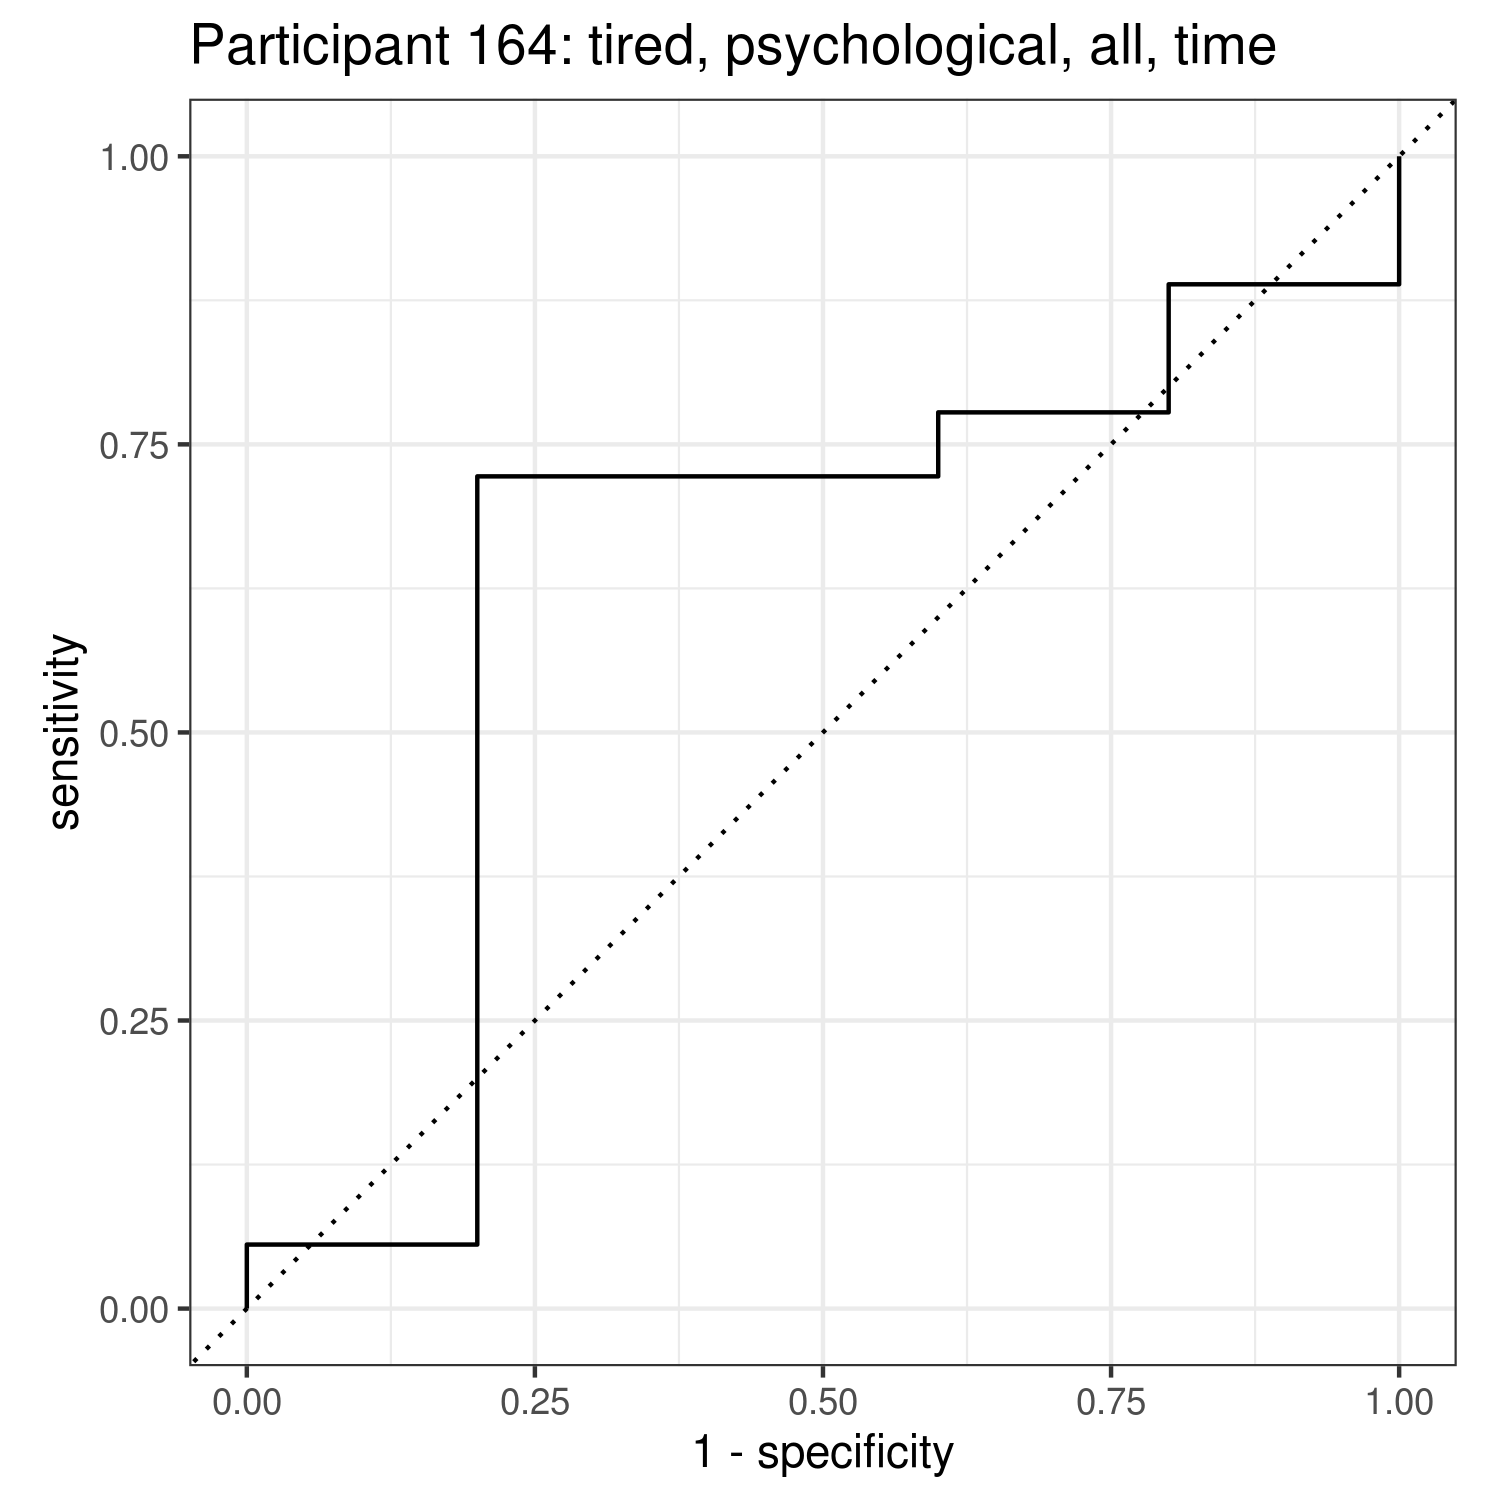 Participant 164: tired, psychological, all, time
1.00
0.75
0.50
0.25
0.00
sensitivity
0.00 0.25 0.50 0.75 1.00
1 - specificity